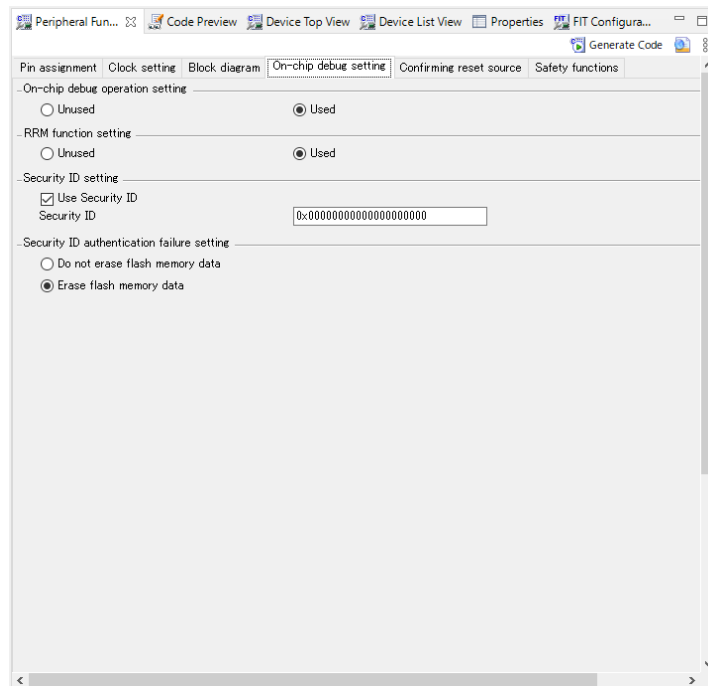 Peripheral Fun... Code Preview Device Top View Device List View Properties FIT Configura...
Generate Code
Pin assignment Clock setting Block diagram On-chip debug setting Confirming reset source Safety functions
On-chip debug operation setting
Unused Used
RRM function setting
Unused Used
Security ID setting
Use Security ID
Security ID 0x00000000000000000000
Security ID authentication failure setting
Do not erase flash memory data
Erase flash memory data